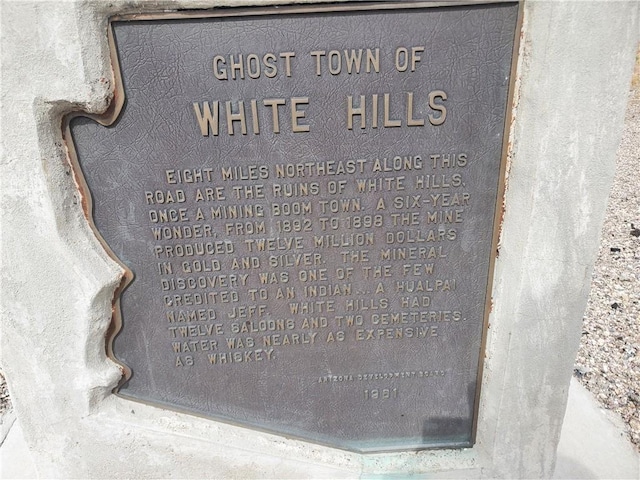 GHOST TOWN OF
WHITE HILLS
EIGHT MILES NORTHEAST ALONG THIS
ROAD ARE THE RUINS OF WHITE HILLS,
ONCE A MINING BOOM TOWN. A SIX-YEAR
WONDER, FROM 1892 TO 1898 THE MINE
PRODUCED TWELVE MILLION DOLLARS
IN GOLD AND SILVER. THE MINERAL
DISCOVERY WAS ONE OF THE FEW
CREDITED TO AN INDIAN... A HUALPAI
NAMED JEFF. WHITE HILLS HAD
TWELVE SALOONS AND TWO CEMETERIES.
WATER WAS NEARLY AS EXPENSIVE
AS WHISKEY.
ARIZONA DEVELOPMENT BOARD
1961